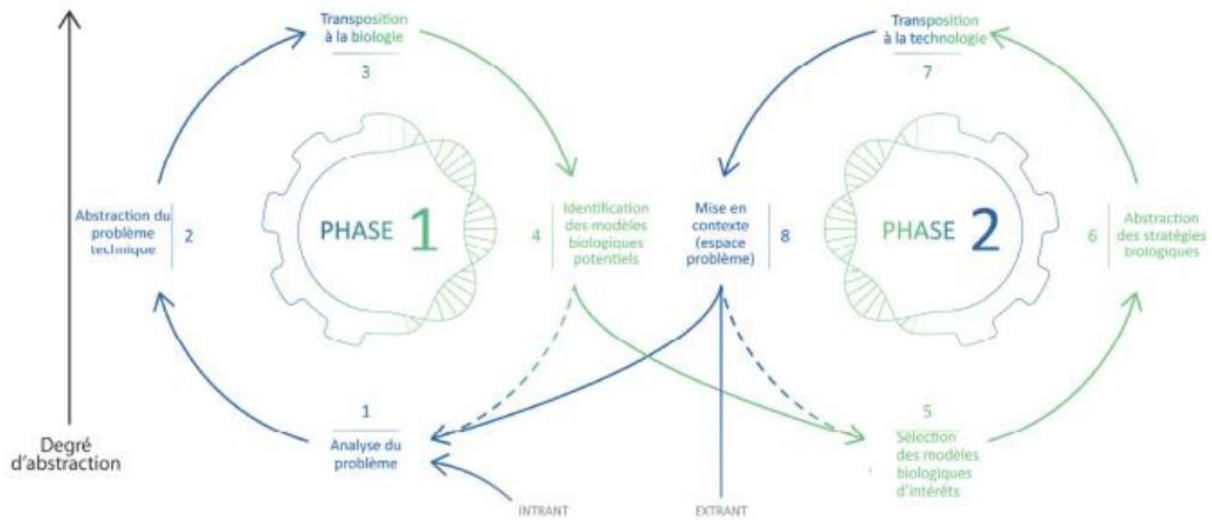 Transposition
à la biologie
3
Transposition
à la technologie
7
Abstraction du
problème
technique
2
PHASE 1
4
Identification
des modèles
biologiques
potentiels
Mise en
contexte
(espace
problème)
8
PHASE 2
6
Abstraction
des stratégies
biologiques
1
Analyse du
problème
5
Sélection
des modèles
biologiques
d'intérêts
Degré
d'abstraction
INTRANT
EXTRANT